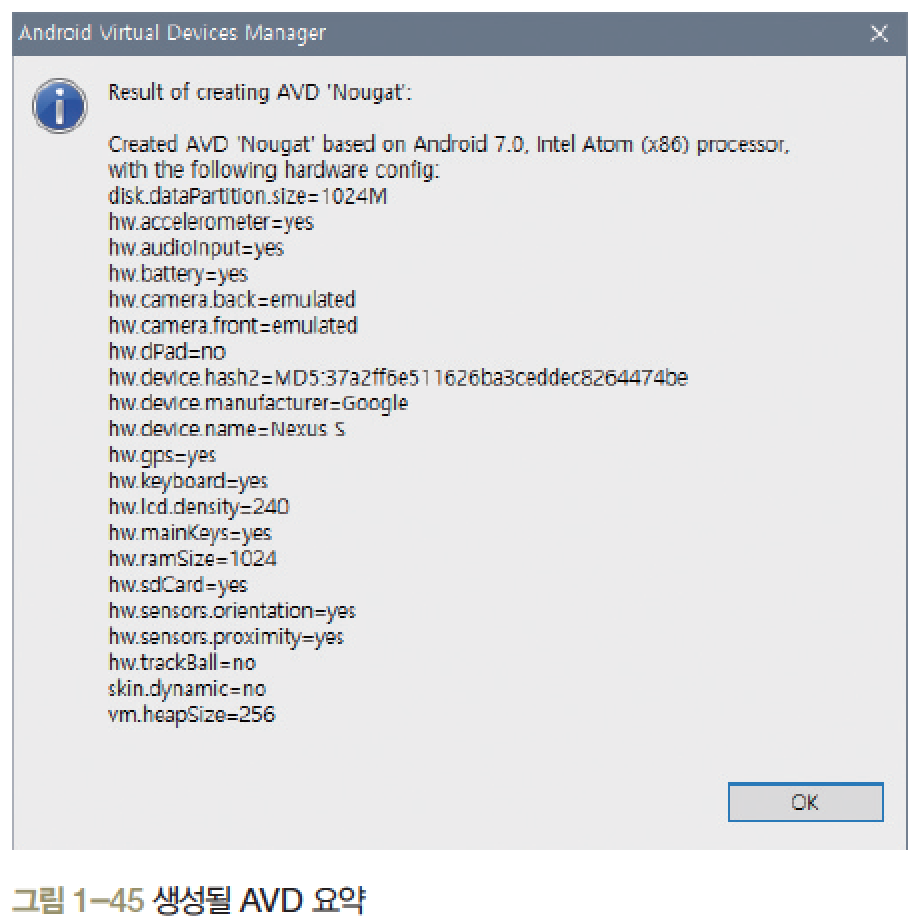 Android Virtual Devices Manager
Result of creating AVD 'Nougat':
Created AVD 'Nougat' based on Android 7.0, Intel Atom (x86) processor,
with the following hardware config:
disk.dataPartition.size=1024M
hw.accelerometer=yes
hw.audioInput=yes
hw.battery=yes
hw.camera.back=emulated
hw.camera.front=emulated
hw.dPad=no
hw.device.hash2=MD5:37a2ff6e511626ba3ceddec8264474be
hw.device.manufacturer=Google
hw.device.name=Nexus S
hw.gps=yes
hw.keyboard=yes
hw.lcd.density=240
hw.mainKeys=yes
hw.ramSize=1024
hw.sdCard=yes
hw.sensors.orientation=yes
hw.sensors.proximity=yes
hw.trackBall=no
skin.dynamic=no
vm.heapSize=256
OK
그림 1-45 생성될 AVD 요약